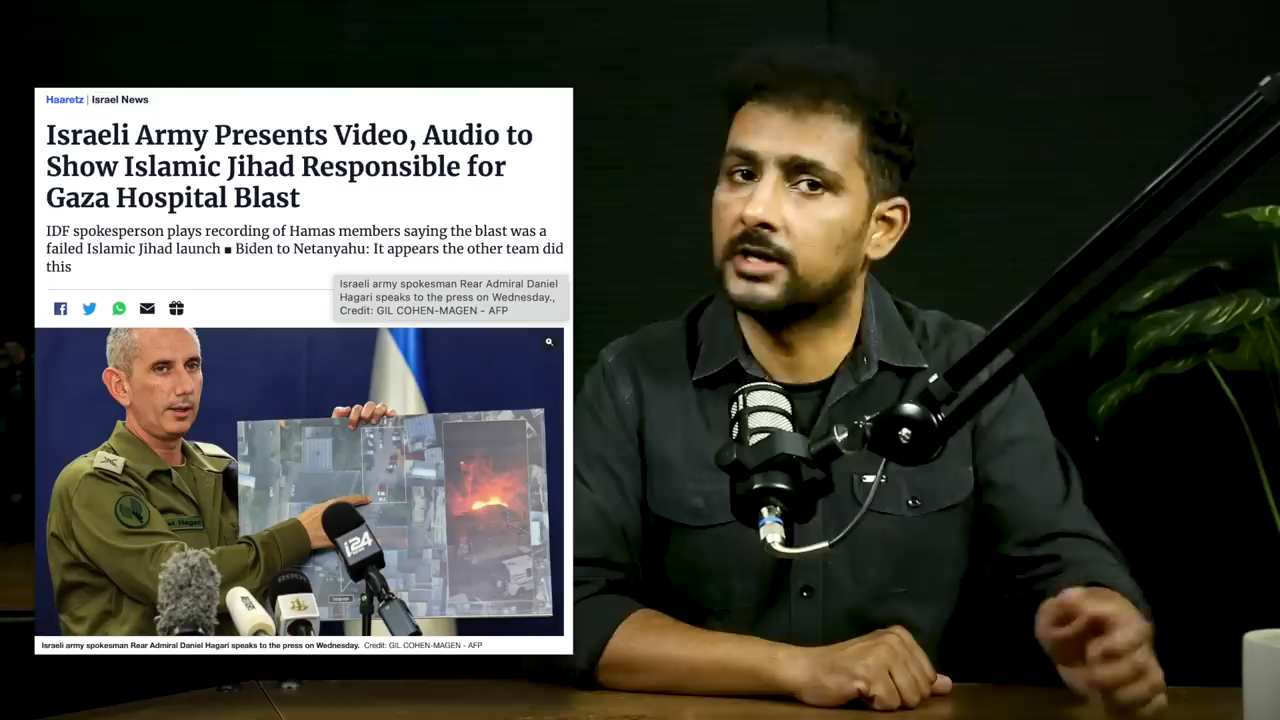 Haaretz | Israel News
Israeli Army Presents Video, Audio to
Show Islamic Jihad Responsible for
Gaza Hospital Blast
IDF spokesperson plays recording of Hamas members saying the blast was a
failed Islamic Jihad launch ■ Biden to Netanyahu: It appears the other team did
this
Israeli army spokesman Rear Admiral Daniel
Hagari speaks to the press on Wednesday.,
Credit: GIL COHEN-MAGEN - AFP
i24
Israeli army spokesman Rear Admiral Daniel Hagari speaks to the press on Wednesday. Credit: GIL COHEN-MAGEN - AFP